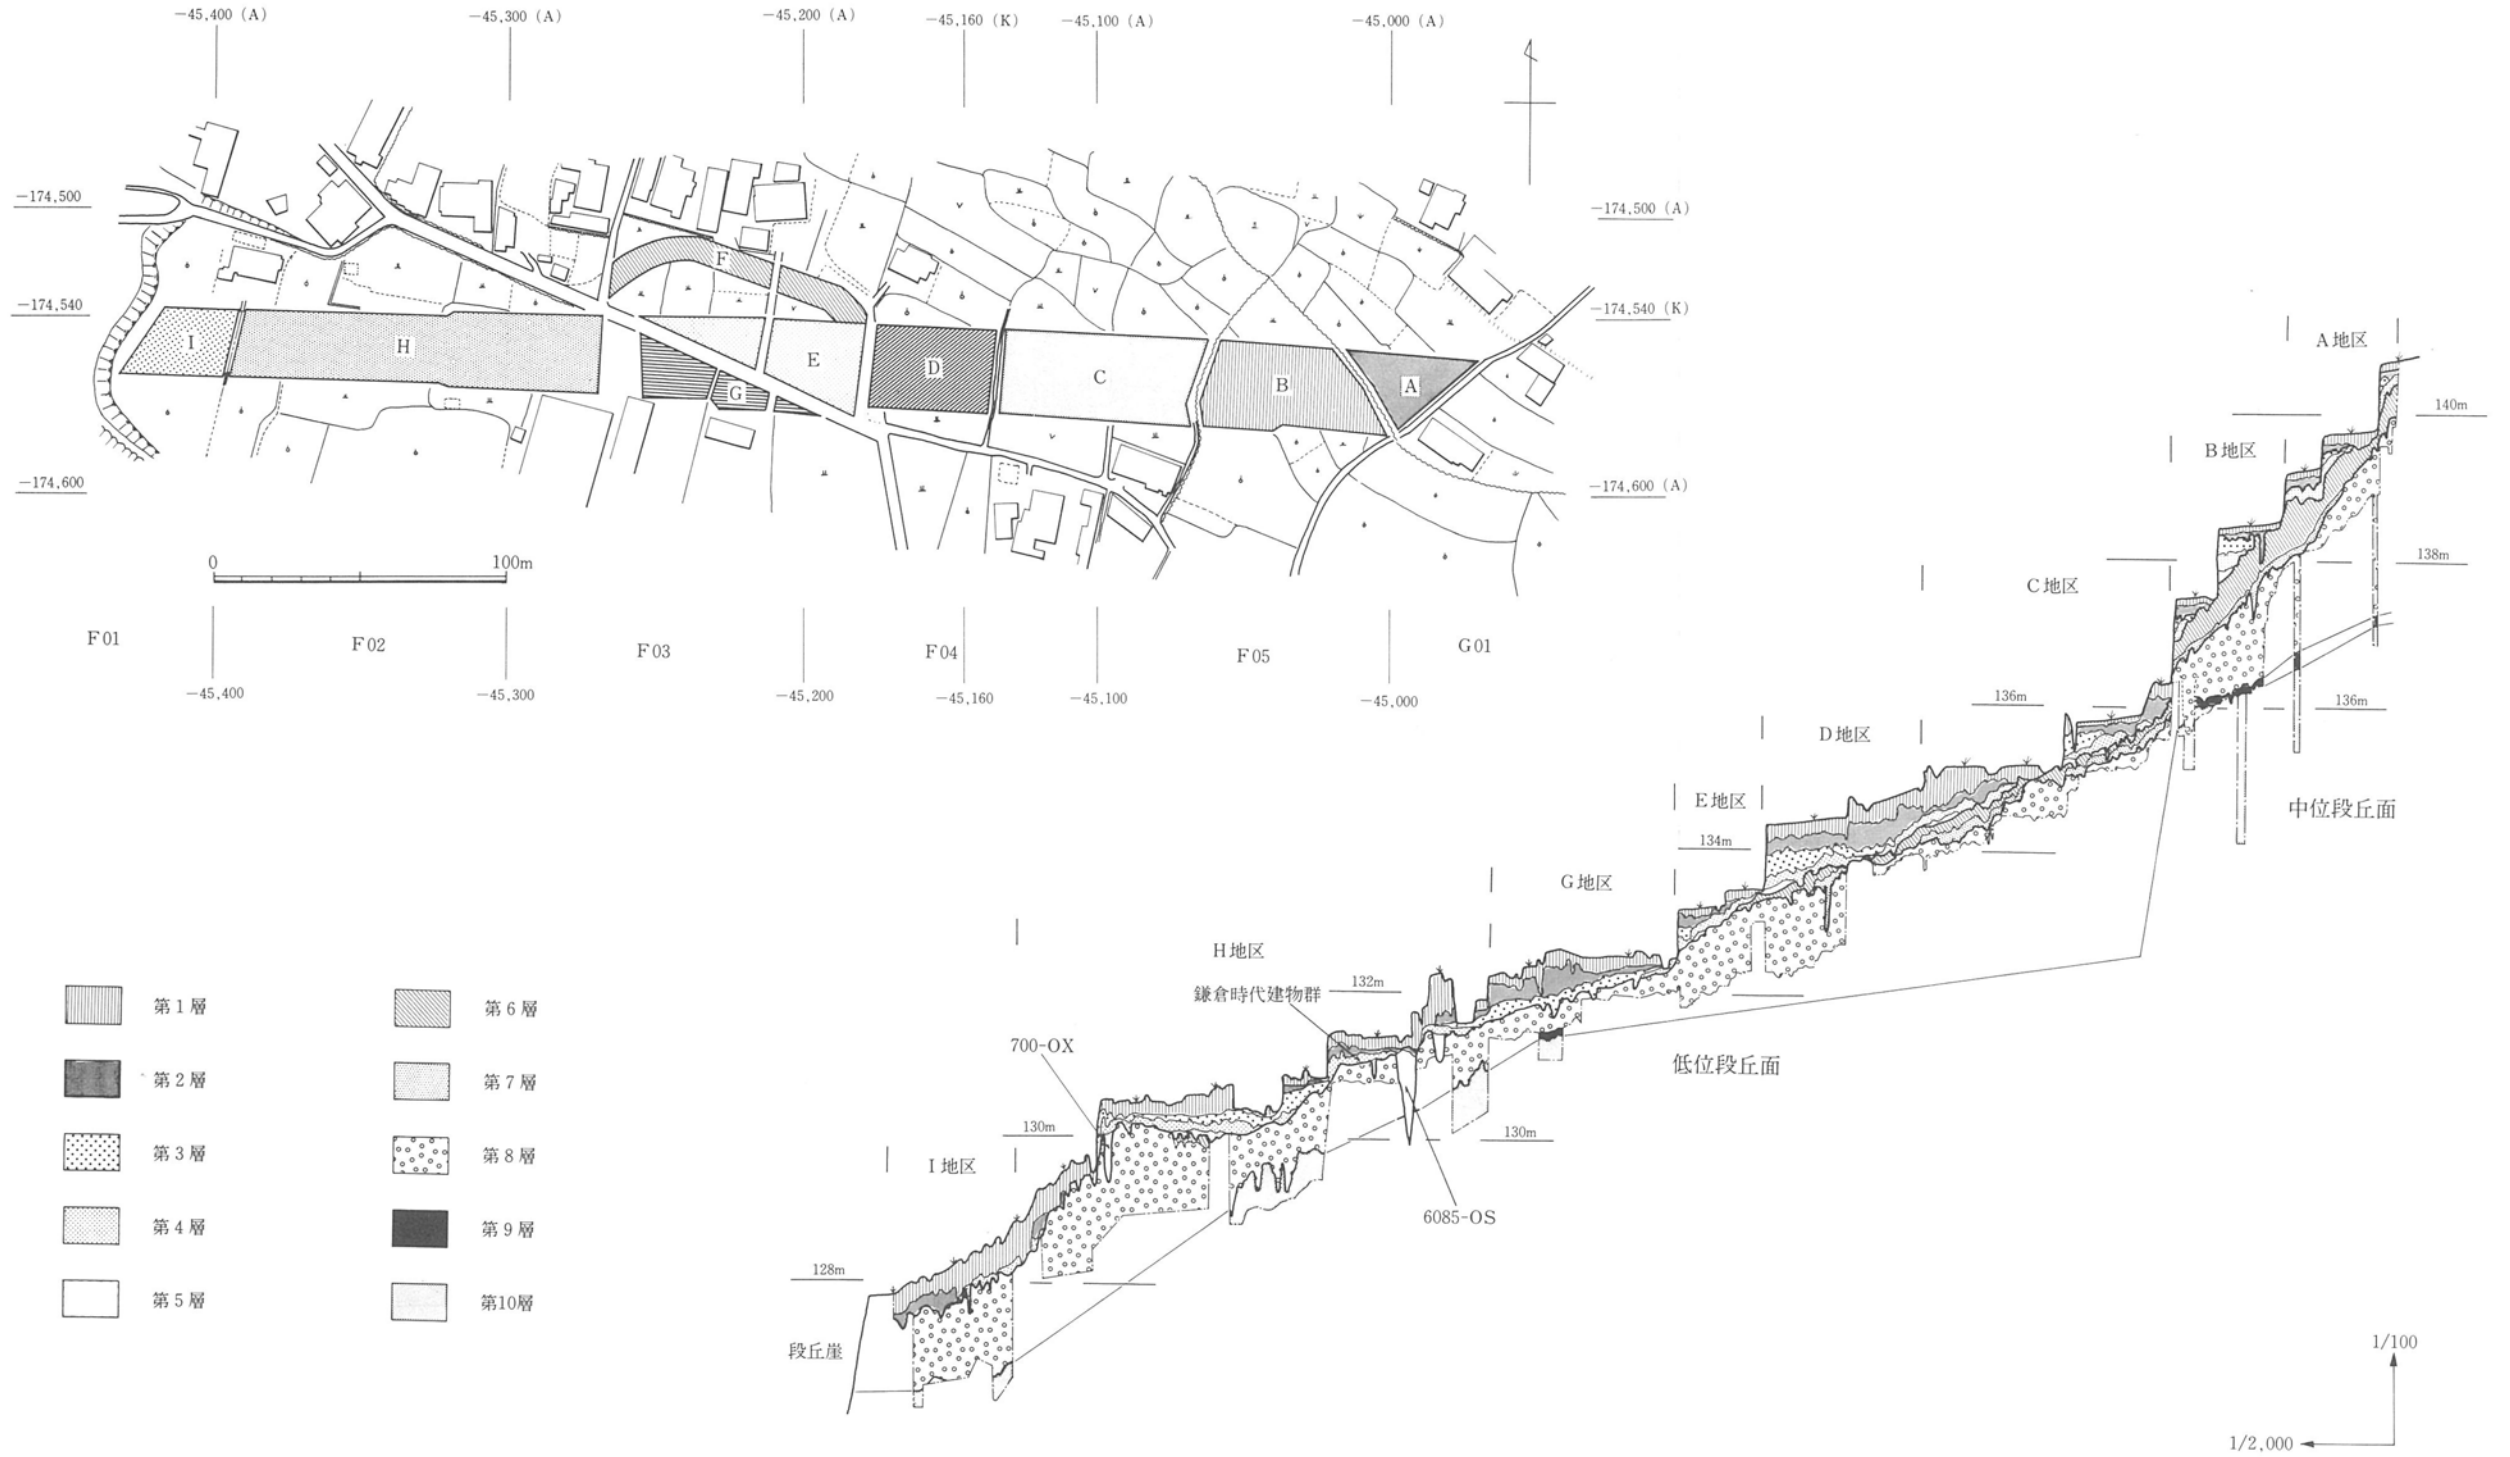 −45,400 (A)
−45,300 (A)
−45,200 (A)
−45,160 (K)
−45,100 (A)
−45,000 (A)
−174,500
−174,500 (A)
−174,540
−174,540 (K)
−174,600
−174,600 (A)
I
H
F
G
E
D
C
B
A
0
100m
F01
F02
F03
F04
F05
G01
−45,400
−45,300
−45,200
−45,160
−45,100
−45,000
A地区
140m
B地区
138m
C地区
136m
136m
D地区
中位段丘面
E地区
134m
G地区
H地区
鎌倉時代建物群
132m
低位段丘面
700-OX
130m
130m
I地区
6085-OS
128m
段丘崖
第1層
第2層
第3層
第4層
第5層
第6層
第7層
第8層
第9層
第10層
1/100
1/2,000